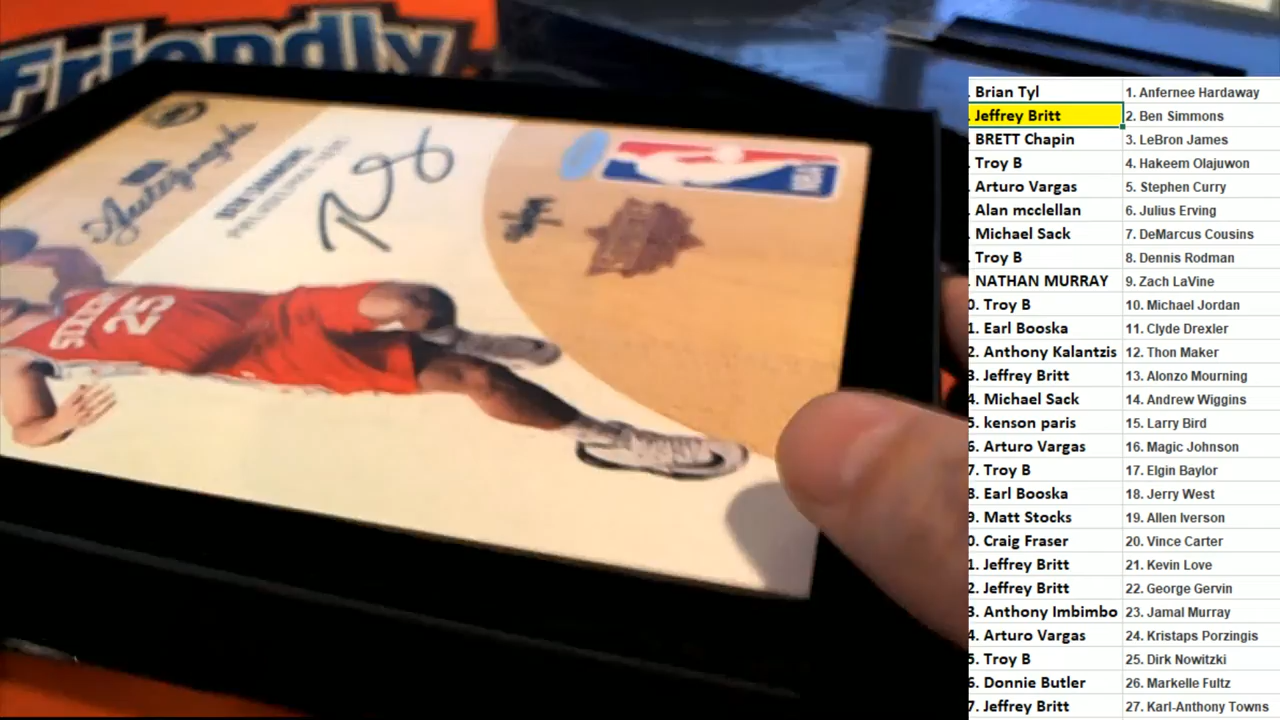 Friendly
Autographs
BEN SIMMONS
SIXERS
25
NBA
Brian Tyl 1. Anfernee Hardaway
Jeffrey Britt 2. Ben Simmons
BRETT Chapin 3. LeBron James
Troy B 4. Hakeem Olajuwon
Arturo Vargas 5. Stephen Curry
Alan mcclellan 6. Julius Erving
Michael Sack 7. DeMarcus Cousins
Troy B 8. Dennis Rodman
NATHAN MURRAY 9. Zach LaVine
0. Troy B 10. Michael Jordan
1. Earl Booska 11. Clyde Drexler
2. Anthony Kalantzis 12. Thon Maker
3. Jeffrey Britt 13. Alonzo Mourning
4. Michael Sack 14. Andrew Wiggins
5. kenson paris 15. Larry Bird
6. Arturo Vargas 16. Magic Johnson
7. Troy B 17. Elgin Baylor
8. Earl Booska 18. Jerry West
9. Matt Stocks 19. Allen Iverson
0. Craig Fraser 20. Vince Carter
1. Jeffrey Britt 21. Kevin Love
2. Jeffrey Britt 22. George Gervin
3. Anthony Imbimbo 23. Jamal Murray
4. Arturo Vargas 24. Kristaps Porzingis
5. Troy B 25. Dirk Nowitzki
6. Donnie Butler 26. Markelle Fultz
7. Jeffrey Britt 27. Karl-Anthony Towns